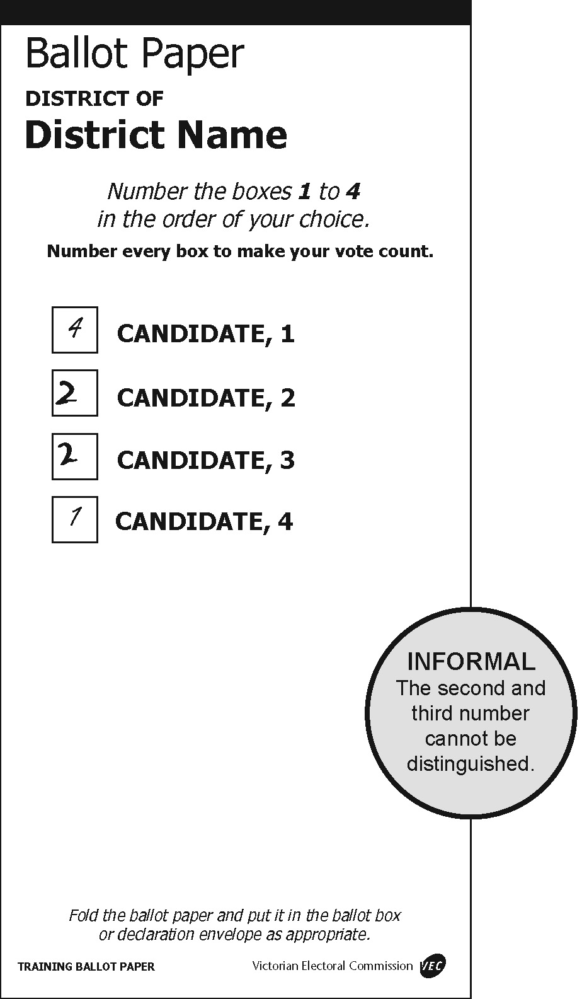 Ballot Paper
DISTRICT OF
District Name
Number the boxes 1 to 4
in the order of your choice.
Number every box to make your vote count.
4 CANDIDATE, 1
2 CANDIDATE, 2
2 CANDIDATE, 3
1 CANDIDATE, 4
INFORMAL
The second and
third number
cannot be
distinguished.
Fold the ballot paper and put it in the ballot box
or declaration envelope as appropriate.
TRAINING BALLOT PAPER
Victorian Electoral Commission VEC